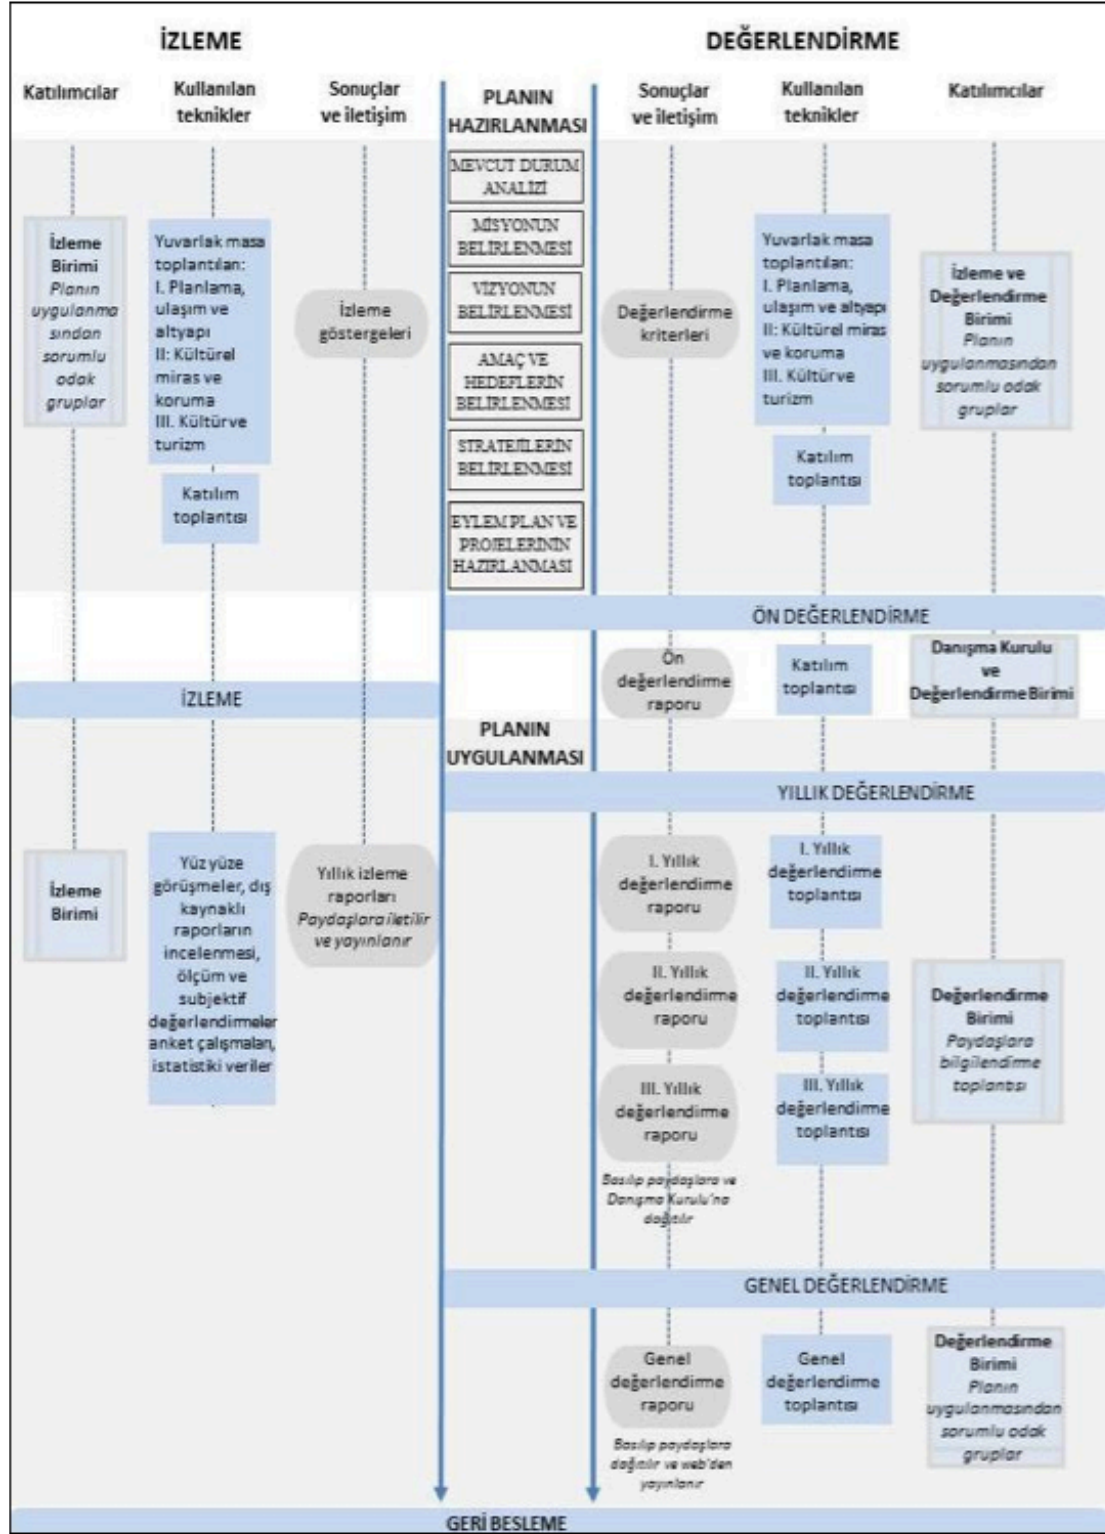 İZLEME
DEĞERLENDİRME
Katılımcılar
Kullanılan
teknikler
Sonuçlar
ve iletişim
PLANIN
HAZIRLANMASI
Sonuçlar
ve iletişim
Kullanılan
teknikler
Katılımcılar
İzleme
Birimi
Planın
uygulanma
sından
sorumlu
odak
gruplar
Yuvarlak masa
toplantıları:
I. Planlama,
ulaşım ve
altyapı
II: Kültürel
miras ve
koruma
III. Kültür ve
turizm
Katılım
toplantısı
İzleme
göstergeleri
MEVCUT DURUM
ANALİZİ
MİSYONUN
BELİRLENMESİ
VİZYONUN
BELİRLENMESİ
AMAÇ VE
HEDEFLERİN
BELİRLENMESİ
STRATEJİLERİN
BELİRLENMESİ
EYLEM PLAN VE
PROJELERİNİN
HAZIRLANMASI
Değerlendirme
kriterleri
Yuvarlak masa
toplantıları:
I. Planlama,
ulaşım ve altyapı
II: Kültürel miras
ve koruma
III. Kültür ve
turizm
Katılım
toplantısı
İzleme ve
Değerlendirme
Birimi
Planın
uygulanmasından
sorumlu odak
gruplar
ÖN DEĞERLENDİRME
Ön
değerlendirme
raporu
Katılım
toplantısı
Danışma Kurulu
ve
Değerlendirme Birimi
İZLEME
PLANIN
UYGULANMASI
YILLIK DEĞERLENDİRME
İzleme
Birimi
Yüz yüze
görüşmeler, dış
kaynaklı
raporların
incelenmesi,
ölçüm ve
subjektif
değerlendirmeler
anket çalışmaları,
istatistiki veriler
Yıllık izleme
raporları
Paydaşlara iletilir
ve yayınlanır
I. Yıllık
değerlendirme
raporu
I. Yıllık
değerlendirme
toplantısı
II. Yıllık
değerlendirme
raporu
II. Yıllık
değerlendirme
toplantısı
Değerlendirme
Birimi
Paydaşlara
bilgilendirme
toplantısı
III. Yıllık
değerlendirme
raporu
III. Yıllık
değerlendirme
toplantısı
Basılıp paydaşlara ve
Danışma Kurulu'na
dağıtılır
GENEL DEĞERLENDİRME
Genel
değerlendirme
raporu
Genel
değerlendirme
toplantısı
Değerlendirme
Birimi
Planın
uygulanmasından
sorumlu odak
gruplar
Basılıp paydaşlara
dağıtılır ve web'den
yayınlanır
GERİ BESLEME